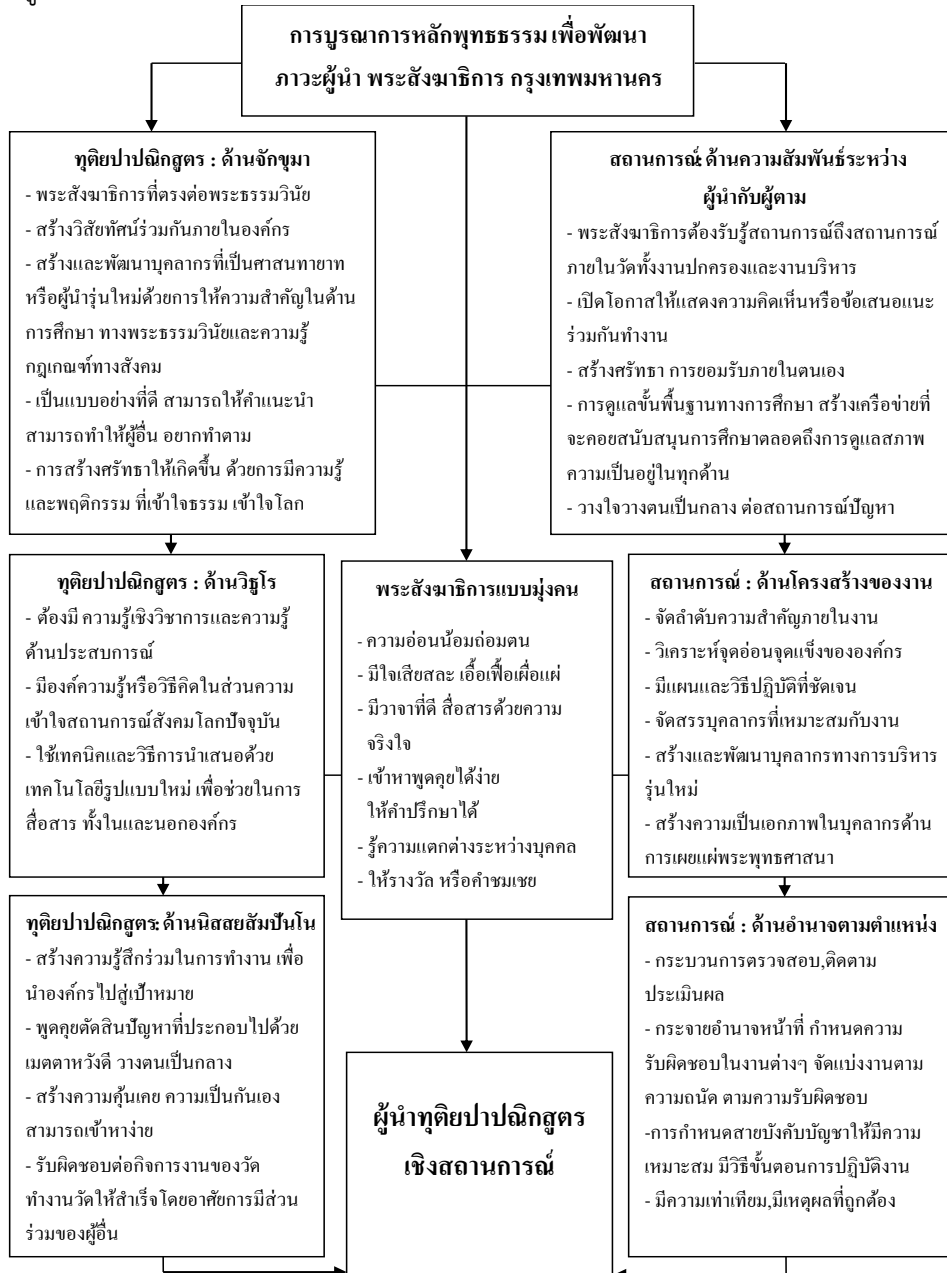 การบูรณาการหลักพุทธธรรม เพื่อพัฒนา
ภาวะผู้นำ พระสังฆาธิการ กรุงเทพมหานคร
ทุติยปาปณิกสูตร : ด้านจักขุมา
- พระสังฆาธิการที่ตรงต่อพระธรรมวินัย
- สร้างวิสัยทัศน์ร่วมกันภายในองค์กร
- สร้างและพัฒนาบุคลากรที่เป็นศาสนทายาท
หรือผู้นำรุ่นใหม่ด้วยการให้ความสำคัญในด้าน
การศึกษา ทางพระธรรมวินัยและความรู้
กฎเกณฑ์ทางสังคม
- เป็นแบบอย่างที่ดี สามารถให้คำแนะนำ
สามารถทำให้ผู้อื่น อยากทำตาม
- การสร้างศรัทธาให้เกิดขึ้น ด้วยการมีความรู้
และพฤติกรรม ที่เข้าใจธรรม เข้าใจโลก
สถานการณ์: ด้านความสัมพันธ์ระหว่าง
ผู้นำกับผู้ตาม
- พระสังฆาธิการต้องรับรู้สถานการณ์ถึงสถานการณ์
ภายในวัดทั้งงานปกครองและงานบริหาร
- เปิดโอกาสให้แสดงความคิดเห็นหรือข้อเสนอแนะ
ร่วมกันทำงาน
- สร้างศรัทธา การยอมรับภายในตนเอง
- การดูแลขั้นพื้นฐานทางการศึกษา สร้างเครือข่ายที่
จะคอยสนับสนุนการศึกษาตลอดถึงการดูแลสภาพ
ความเป็นอยู่ในทุกด้าน
- วางใจวางตนเป็นกลาง ต่อสถานการณ์ปัญหา
ทุติยปาปณิกสูตร : ด้านวิธูโร
- ต้องมี ความรู้เชิงวิชาการและความรู้
ด้านประสบการณ์
- มีองค์ความรู้หรือวิธีคิดในส่วนความ
เข้าใจสถานการณ์สังคมโลกปัจจุบัน
- ใช้เทคนิคและวิธีการนำเสนอด้วย
เทคโนโลยีรูปแบบใหม่ เพื่อช่วยในการ
สื่อสาร ทั้งในและนอกองค์กร
พระสังฆาธิการแบบมุ่งคน
- ความอ่อนน้อมถ่อมตน
- มีใจเสียสละ เอื้อเฟื้อเผื่อแผ่
- มีวาจาที่ดี สื่อสารด้วยความ
จริงใจ
- เข้าหาพูดคุยได้ง่าย
ให้คำปรึกษาได้
- รู้ความแตกต่างระหว่างบุคคล
- ให้รางวัล หรือคำชมเชย
สถานการณ์ : ด้านโครงสร้างของงาน
- จัดลำดับความสำคัญภายในงาน
- วิเคราะห์จุดอ่อนจุดแข็งขององค์กร
- มีแผนและวิธีปฏิบัติที่ชัดเจน
- จัดสรรบุคลากรที่เหมาะสมกับงาน
- สร้างและพัฒนาบุคลากรทางการบริหาร
รุ่นใหม่
- สร้างความเป็นเอกภาพในบุคลากรด้าน
การเผยแผ่พระพุทธศาสนา
ทุติยปาปณิกสูตร: ด้านนิสสยสัมปันโน
- สร้างความรู้สึกร่วมในการทำงาน เพื่อ
นำองค์กรไปสู่เป้าหมาย
- พูดคุยตัดสินปัญหาที่ประกอบไปด้วย
เมตตาหวังดี วางตนเป็นกลาง
- สร้างความคุ้นเคย ความเป็นกันเอง
สามารถเข้าหาง่าย
- รับผิดชอบต่อกิจการงานของวัด
ทำงานวัดให้สำเร็จโดยอาศัยการมีส่วน
ร่วมของผู้อื่น
ผู้นำทุติยปาปณิกสูตร
เชิงสถานการณ์
สถานการณ์ : ด้านอำนาจตามตำแหน่ง
- กระบวนการตรวจสอบ,ติดตาม
ประเมินผล
- กระจายอำนาจหน้าที่ กำหนดความ
รับผิดชอบในงานต่างๆ จัดแบ่งงานตาม
ความถนัด ตามความรับผิดชอบ
-การกำหนดสายบังคับบัญชาให้มีความ
เหมาะสม มีวิธีขั้นตอนการปฏิบัติงาน
- มีความเท่าเทียม,มีเหตุผลที่ถูกต้อง